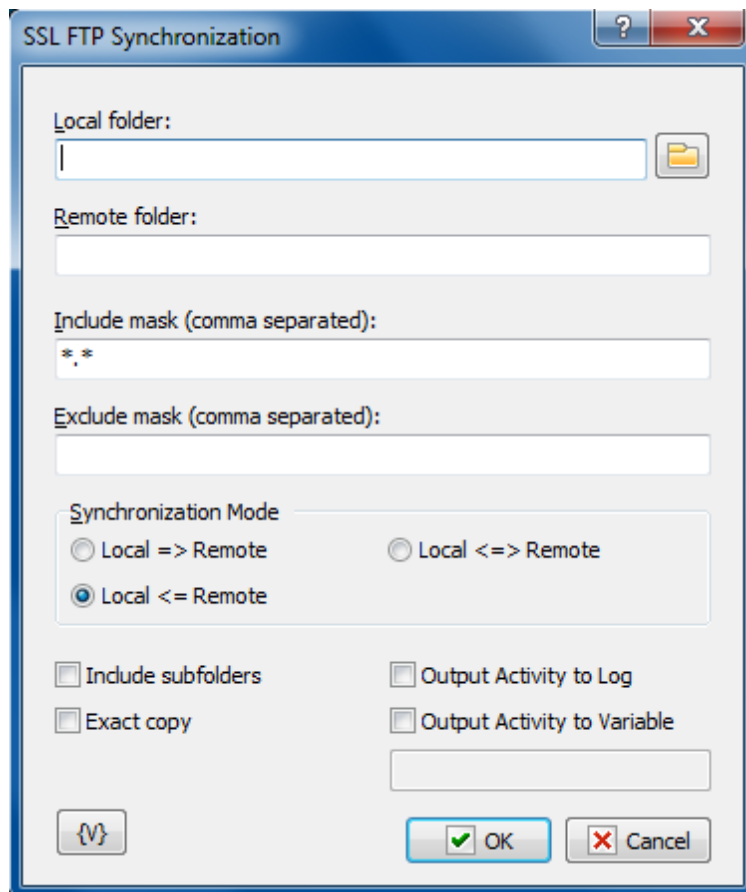 SSL FTP Synchronization
?
Local folder:
Remote folder:
Include mask (comma separated):
*.*
Exclude mask (comma separated):
Synchronization Mode
Local => Remote
Local <=> Remote
Local <= Remote
Include subfolders
Output Activity to Log
Exact copy
Output Activity to Variable
{V}
OK
Cancel